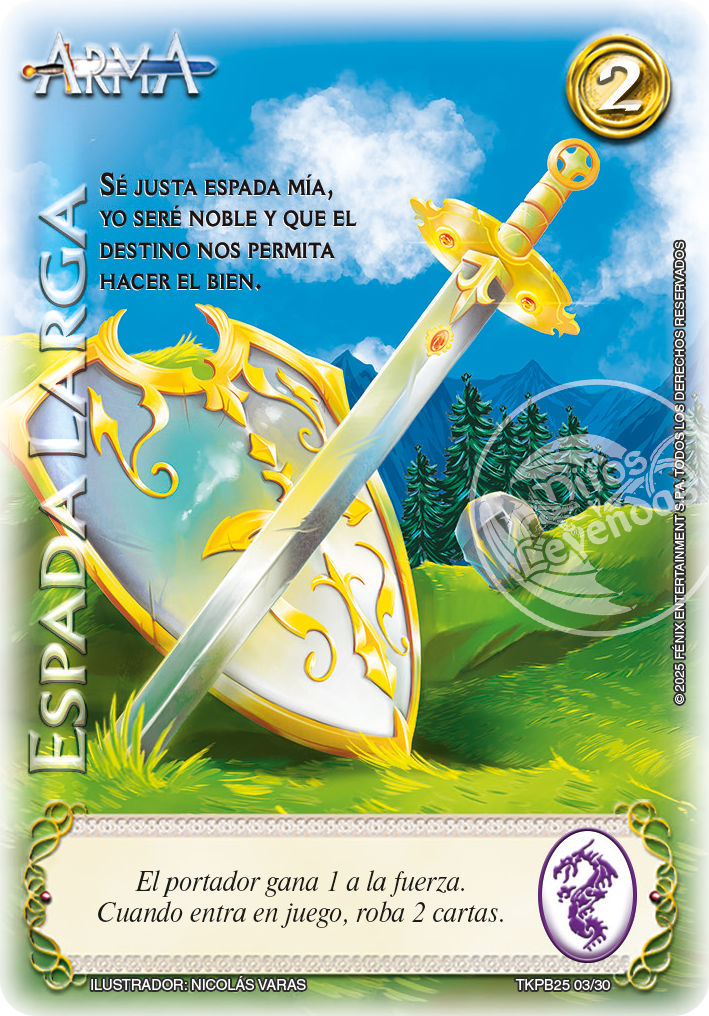 ARMA
2
SÉ JUSTA ESPADA MÍA,
YO SERÉ NOBLE Y QUE EL
DESTINO NOS PERMITA
HACER EL BIEN.
ESPADA LARGA
Mitos
Leyendas
© 2025 FÉNIX ENTERTAINMENT S.P.A. TODOS LOS DERECHOS RESERVADOS
El portador gana 1 a la fuerza.
Cuando entra en juego, roba 2 cartas.
ILUSTRADOR: NICOLÁS VARAS
TKPB25 03/30